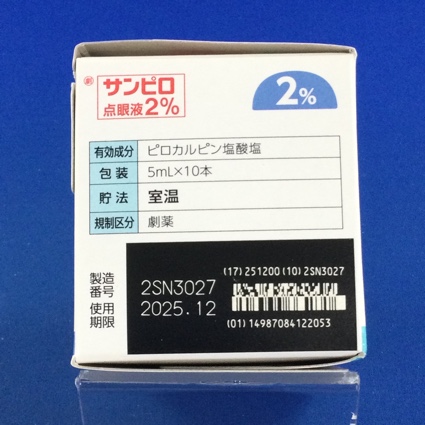 劇
サンピロ
点眼液2%
2%
有効成分 ピロカルピン塩酸塩
包装 5mL×10本
貯法 室温
規制区分 劇薬
製造番号 2SN3027
使用期限 2025.12
(17) 251200 (10) 2SN3027
(01) 14987084122053